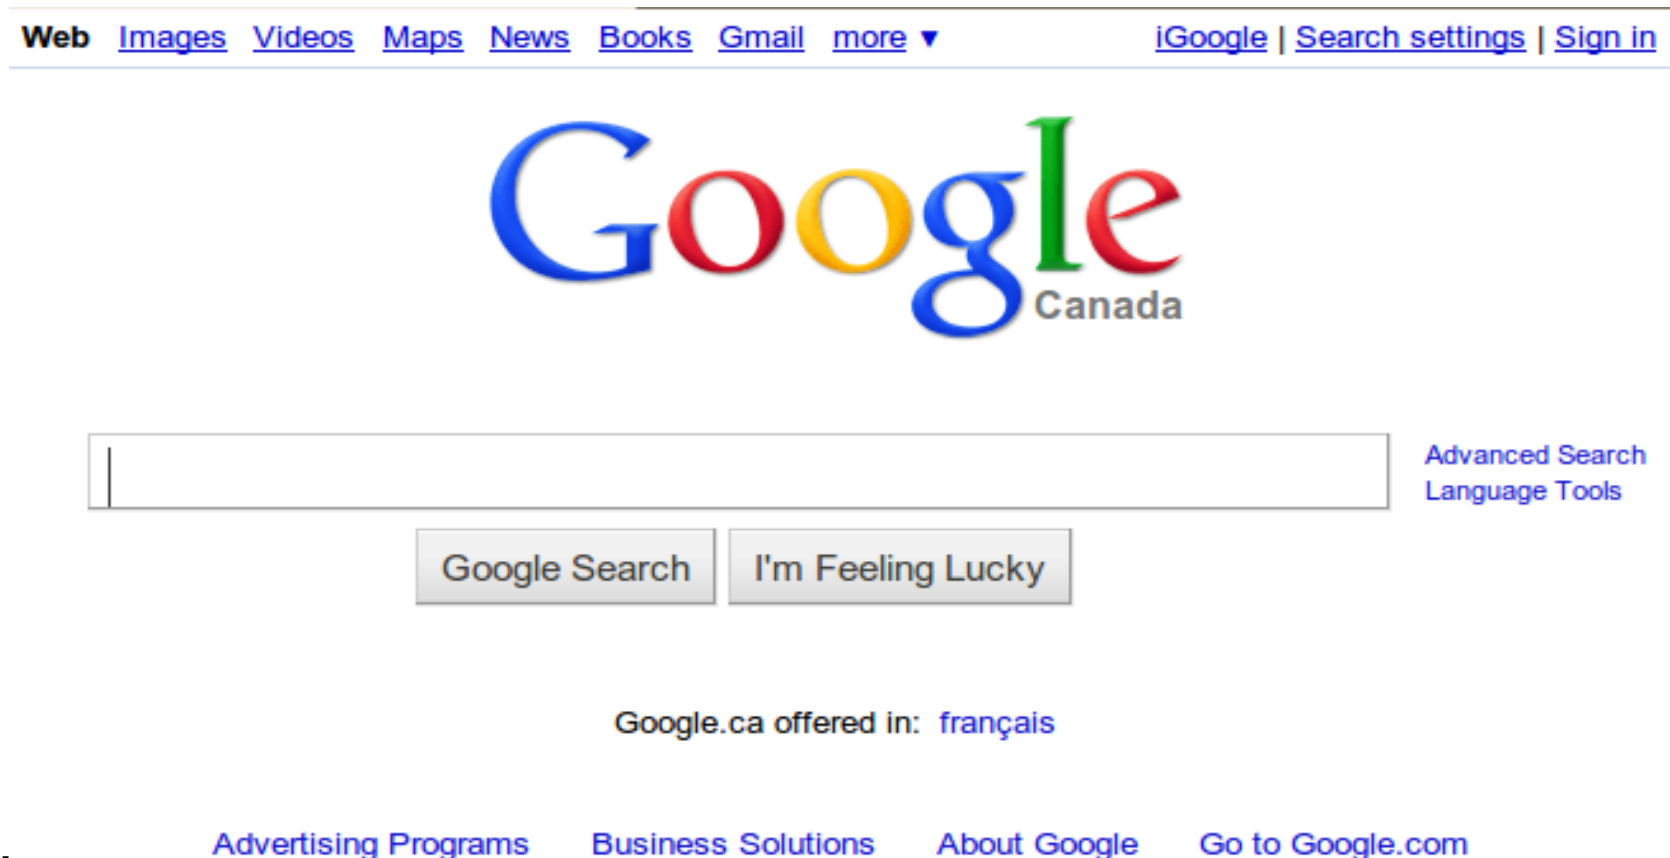 Web Images Videos Maps News Books Gmail more ▼ iGoogle | Search settings | Sign in
Google
Canada
Advanced Search
Language Tools
Google Search I'm Feeling Lucky
Google.ca offered in: français
Advertising Programs Business Solutions About Google Go to Google.com